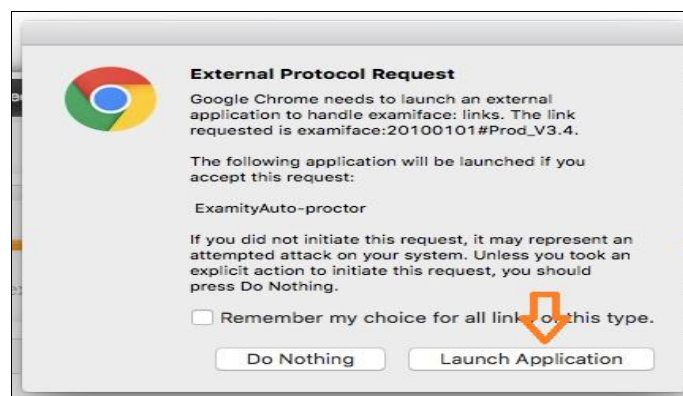 External Protocol Request
Google Chrome needs to launch an external
application to handle examiface: links. The link
requested is examiface:20100101#Prod_V3.4.
The following application will be launched if you
accept this request:
ExamityAuto-proctor
If you did not initiate this request, it may represent an
attempted attack on your system. Unless you took an
explicit action to initiate this request, you should
press Do Nothing.
Remember my choice for all links of this type.
Do Nothing
Launch Application